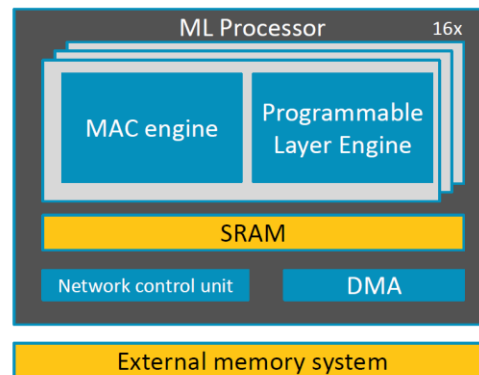 ML Processor
16x
MAC engine
Programmable
Layer Engine
SRAM
Network control unit
DMA
External memory system